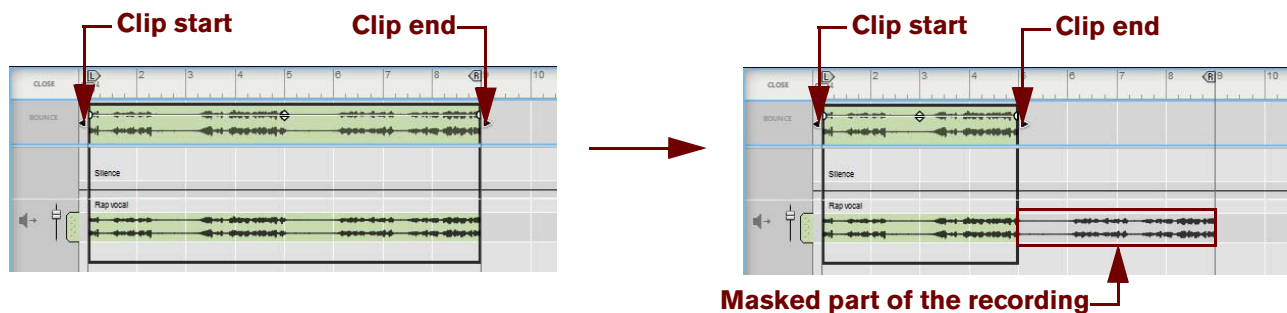 Clip start Clip end
CLOSE L 2 3 4 5 6 7 8 R 9 10
BOUNCE
Silence
Rap vocal
Clip start Clip end
CLOSE L 2 3 4 5 6 7 8 R 9 10
BOUNCE
Silence
Rap vocal
Masked part of the recording